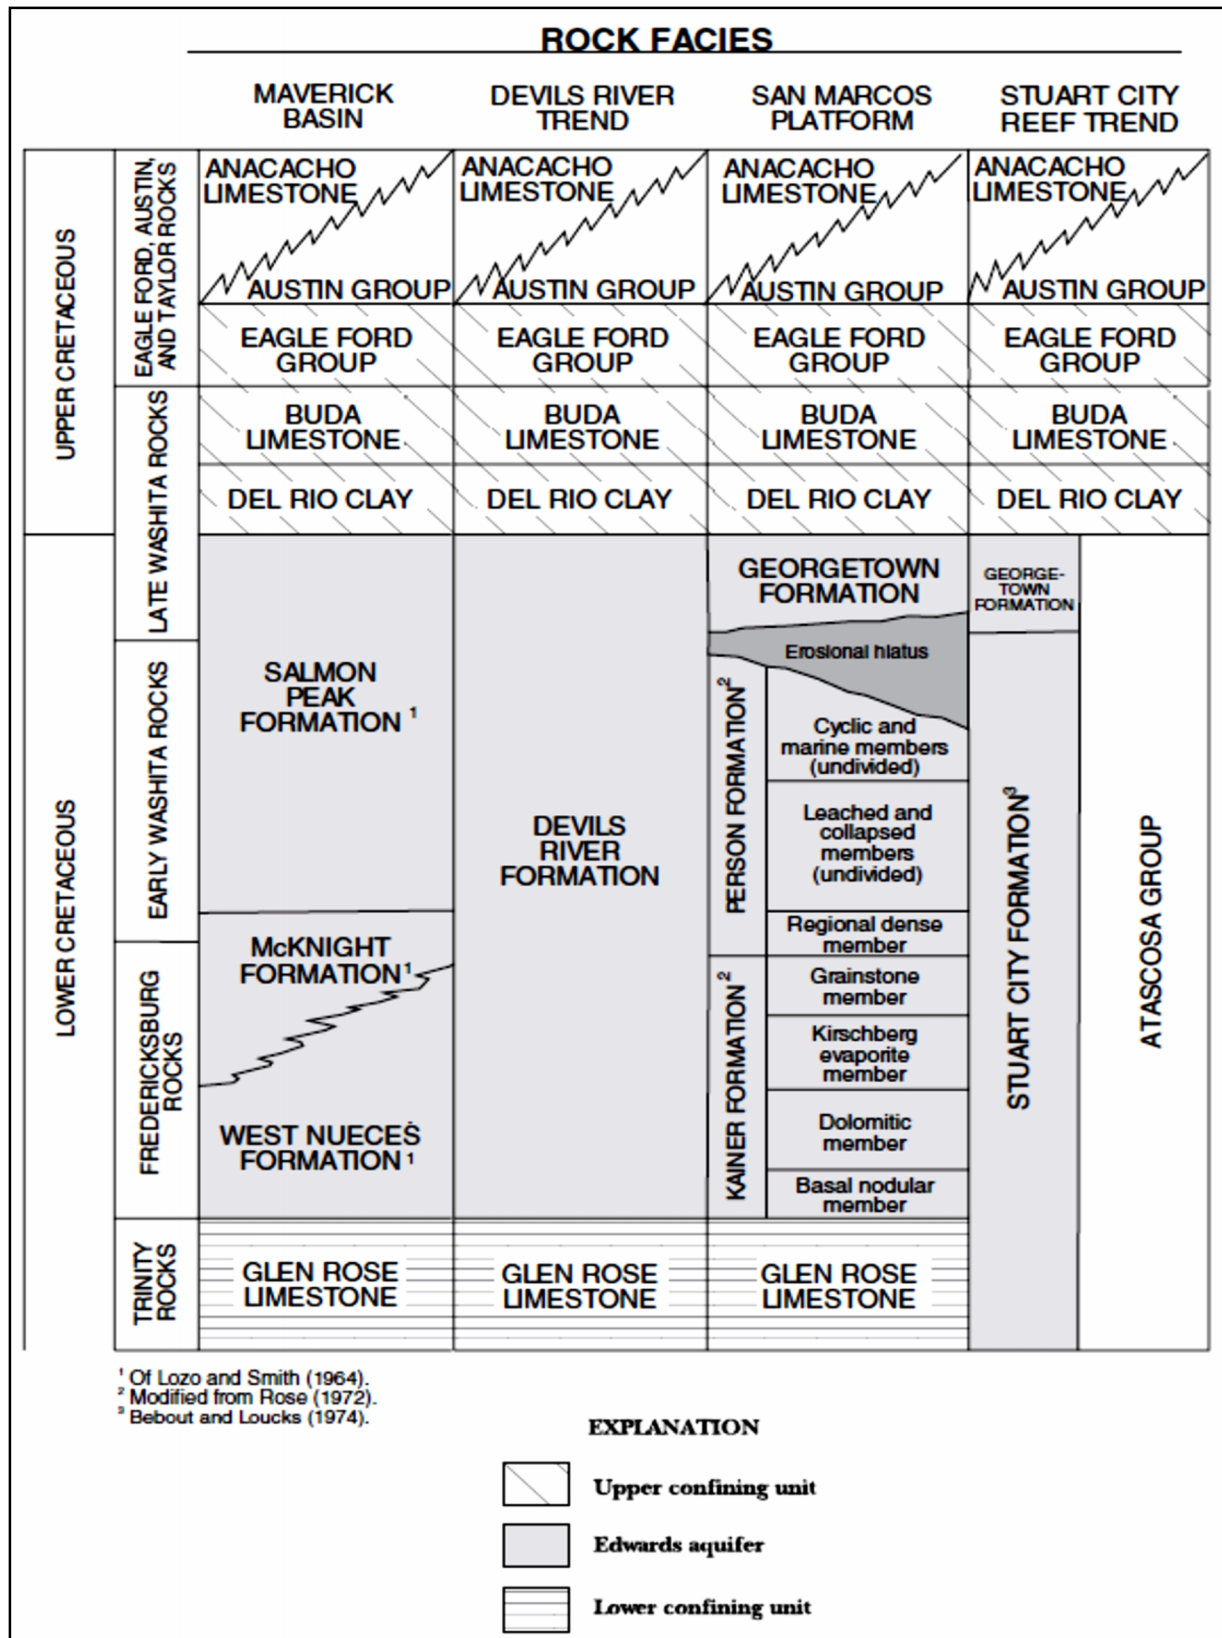 ROCK FACIES
MAVERICK
BASIN
DEVILS RIVER
TREND
SAN MARCOS
PLATFORM
STUART CITY
REEF TREND
UPPER CRETACEOUS
EAGLE FORD, AUSTIN,
AND TAYLOR ROCKS
ANACACHO
LIMESTONE
AUSTIN GROUP
ANACACHO
LIMESTONE
AUSTIN GROUP
ANACACHO
LIMESTONE
AUSTIN GROUP
ANACACHO
LIMESTONE
AUSTIN GROUP
EAGLE FORD
GROUP
EAGLE FORD
GROUP
EAGLE FORD
GROUP
EAGLE FORD
GROUP
LATE WASHITA ROCKS
BUDA
LIMESTONE
BUDA
LIMESTONE
BUDA
LIMESTONE
BUDA
LIMESTONE
DEL RIO CLAY
DEL RIO CLAY
DEL RIO CLAY
DEL RIO CLAY
LOWER CRETACEOUS
EARLY WASHITA ROCKS
FREDERICKSBURG
ROCKS
TRINITY
ROCKS
SALMON
PEAK
FORMATION 1
McKNIGHT
FORMATION 1
WEST NUECES
FORMATION 1
GLEN ROSE
LIMESTONE
DEVILS
RIVER
FORMATION
GLEN ROSE
LIMESTONE
GEORGETOWN
FORMATION
Erosional hiatus
PERSON FORMATION 2
Cyclic and
marine members
(undivided)
Leached and
collapsed
members
(undivided)
Regional dense
member
KAINER FORMATION 2
Grainstone
member
Kirschberg
evaporite
member
Dolomitic
member
Basal nodular
member
GLEN ROSE
LIMESTONE
GEORGE-
TOWN
FORMATION
STUART CITY FORMATION 3
ATASCOSA GROUP
1 Of Lozo and Smith (1964).
2 Modified from Rose (1972).
3 Bebout and Loucks (1974).
EXPLANATION
Upper confining unit
Edwards aquifer
Lower confining unit